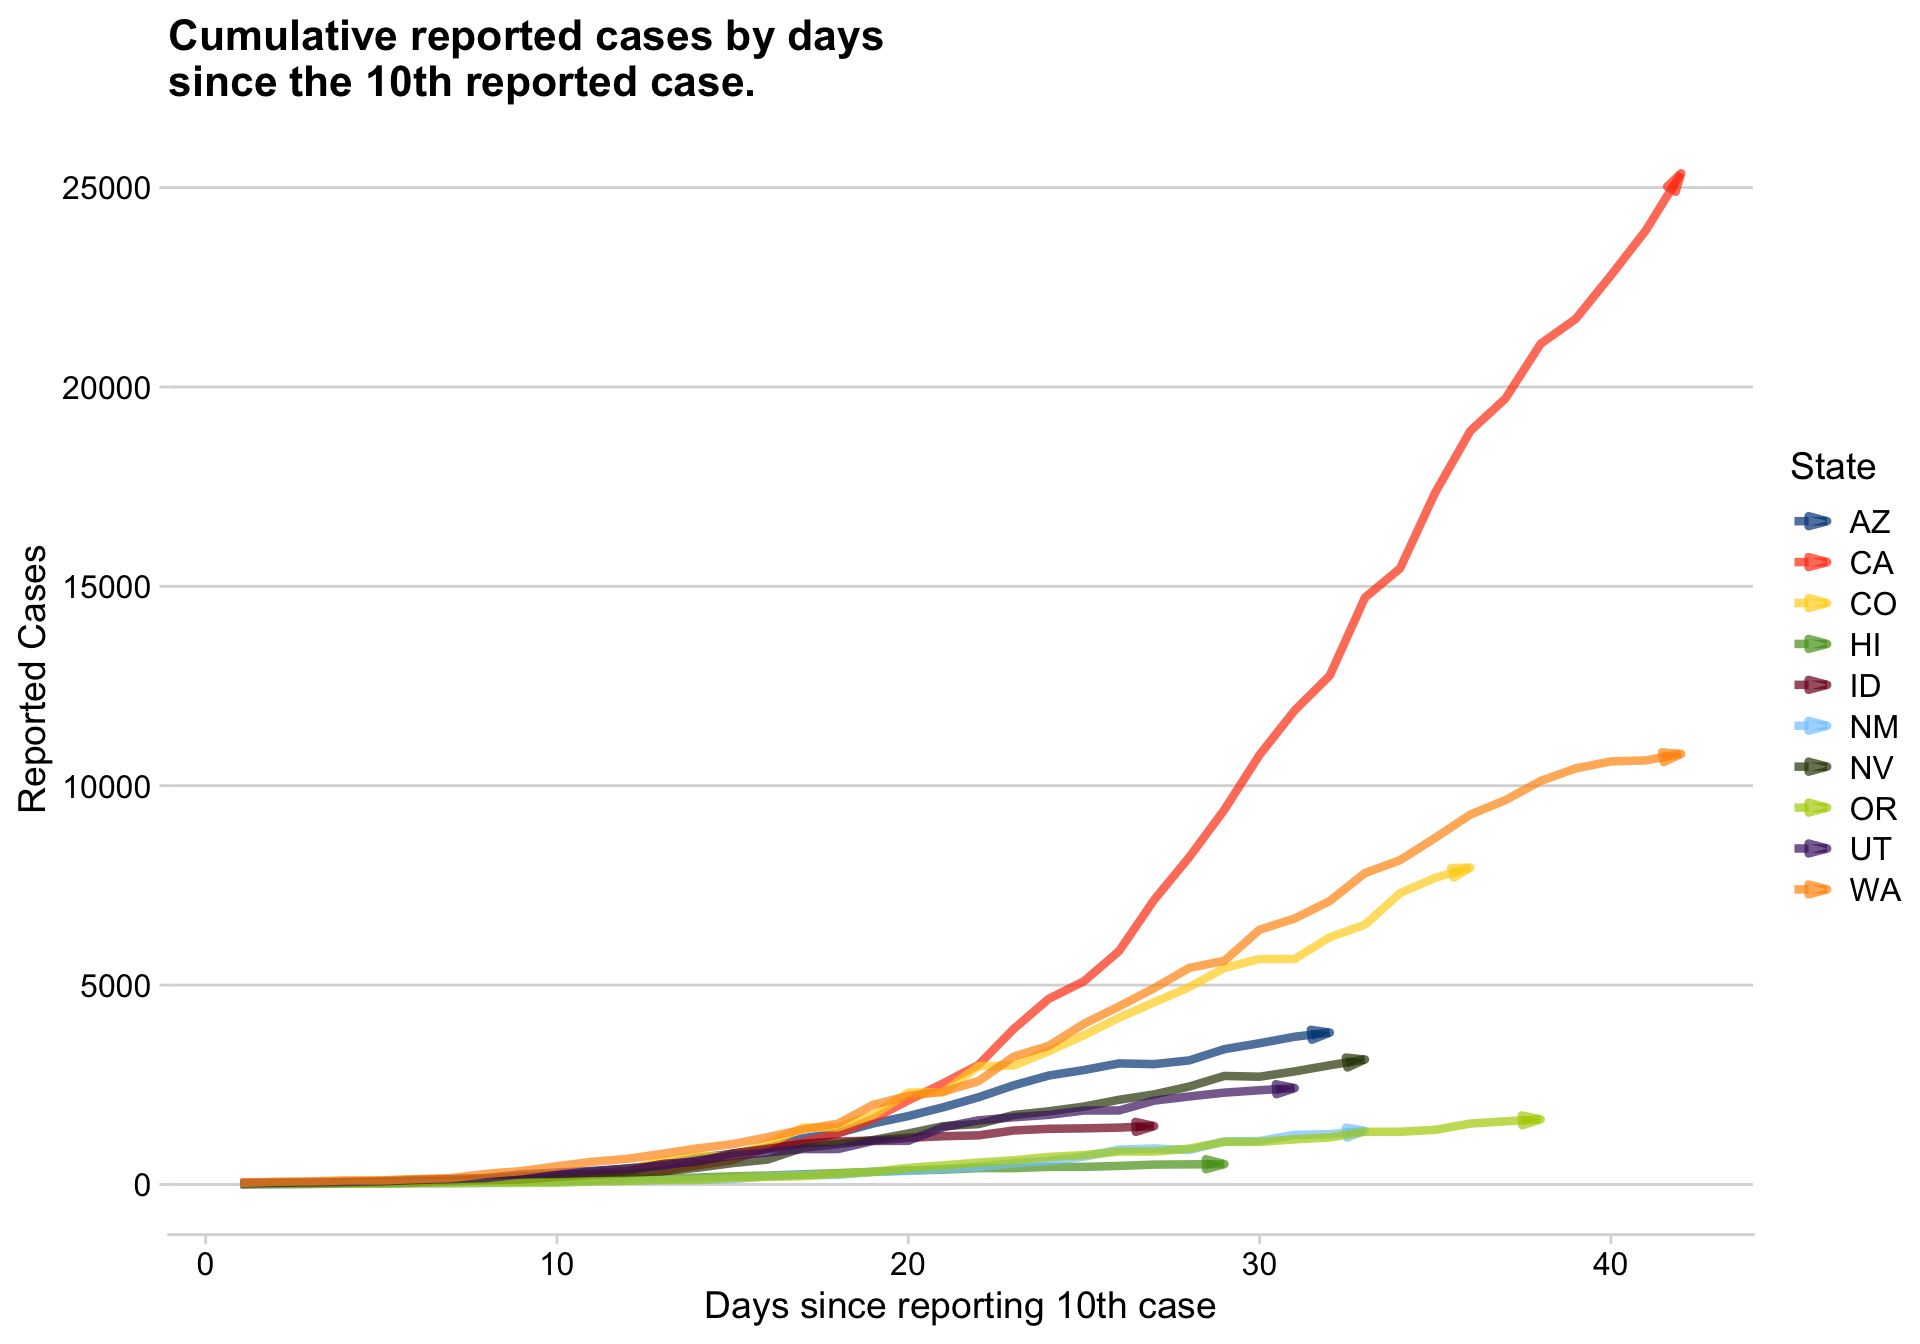 Cumulative reported cases by days
since the 10th reported case.
25000
20000
15000
10000
5000
0
Reported Cases
0
10
20
30
40
Days since reporting 10th case
State
AZ
CA
CO
HI
ID
NM
NV
OR
UT
WA